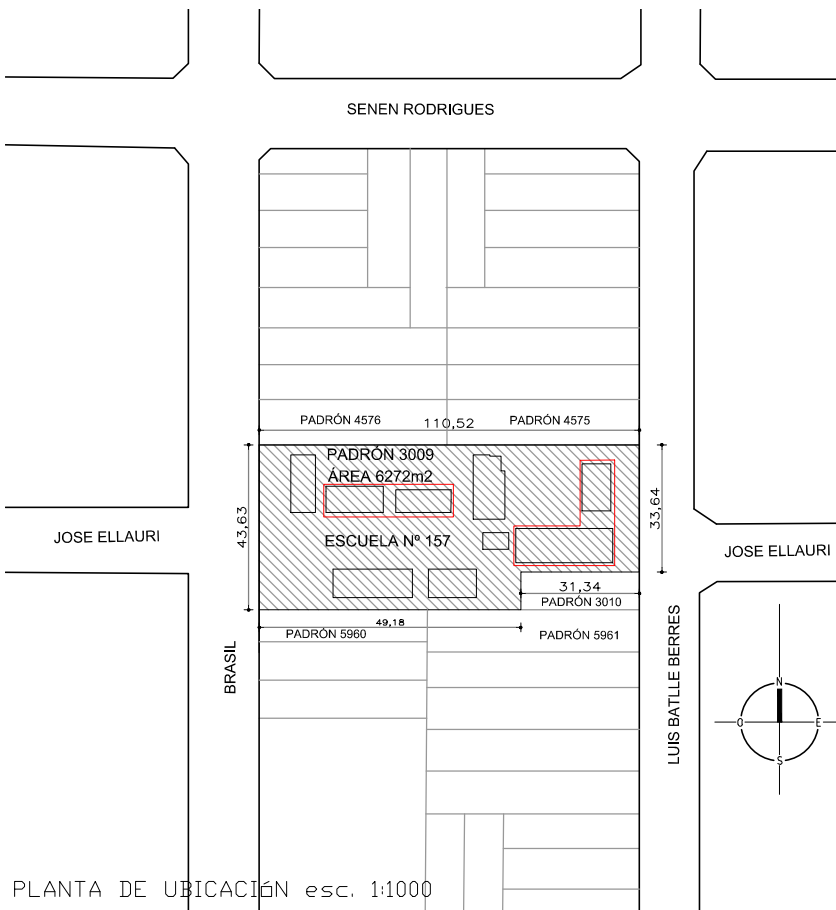 SENEN RODRIGUES
PADRÓN 4576
110,52
PADRÓN 4575
PADRÓN 3009
ÁREA 6272m2
43,63
33,64
JOSE ELLAURI
ESCUELA Nº 157
JOSE ELLAURI
31,34
PADRÓN 3010
49,18
PADRÓN 5960
PADRÓN 5961
BRASIL
LUIS BATLLE BERRES
N
O
E
S
PLANTA DE UBICACIóN esc. 1:1000